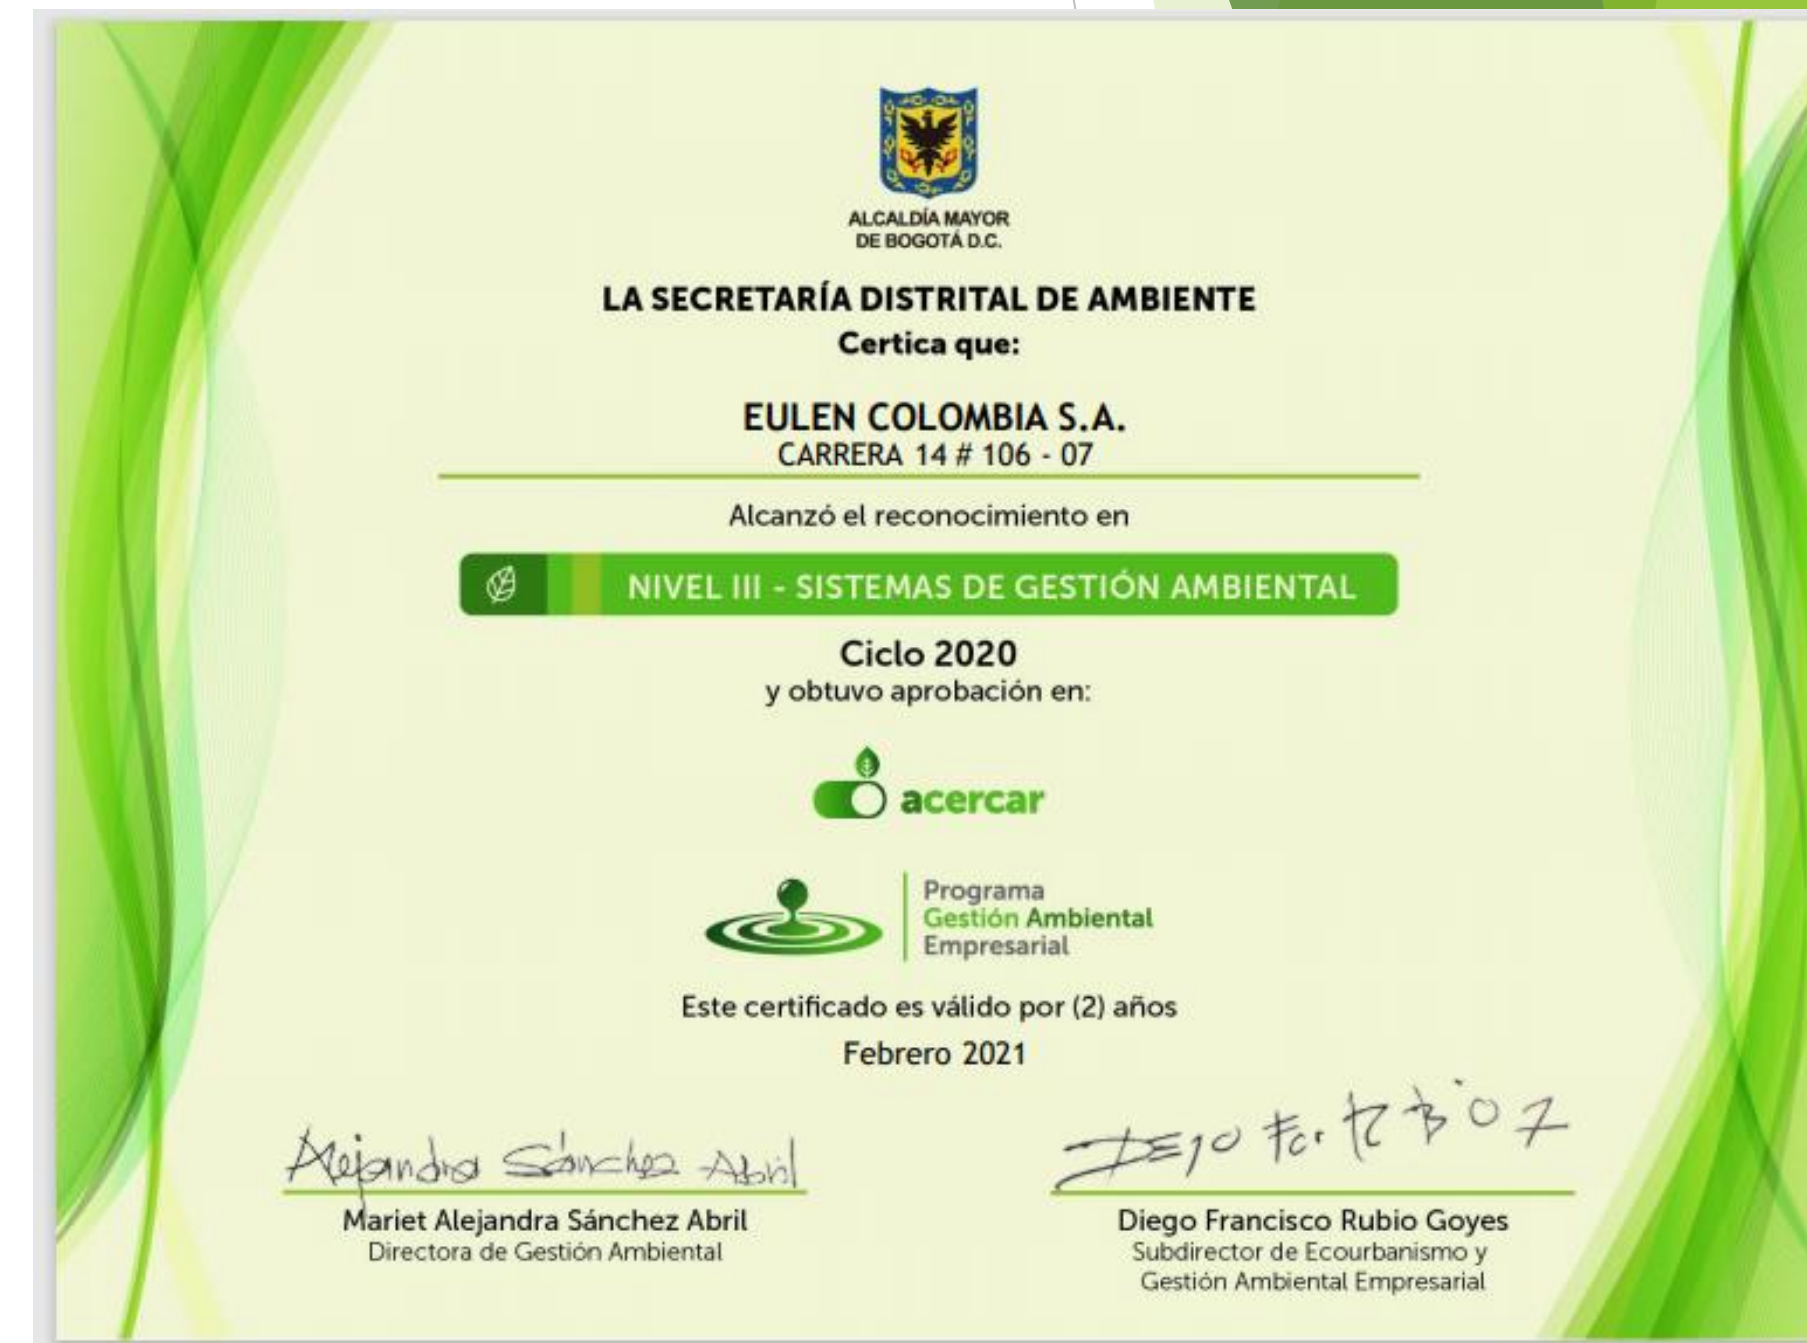 ALCALDÍA MAYOR
DE BOGOTÁ D.C.
LA SECRETARÍA DISTRITAL DE AMBIENTE
Certica que:
EULEN COLOMBIA S.A.
CARRERA 14 # 106 - 07
Alcanzó el reconocimiento en
NIVEL III - SISTEMAS DE GESTIÓN AMBIENTAL
Ciclo 2020
y obtuvo aprobación en:
acercar
Programa
Gestión Ambiental
Empresarial
Este certificado es válido por (2) años
Febrero 2021
Alejandra Sánchez Abril
Mariet Alejandra Sánchez Abril
Directora de Gestión Ambiental
Diego Francisco Rubio Goyes
Subdirector de Ecourbanismo y
Gestión Ambiental Empresarial